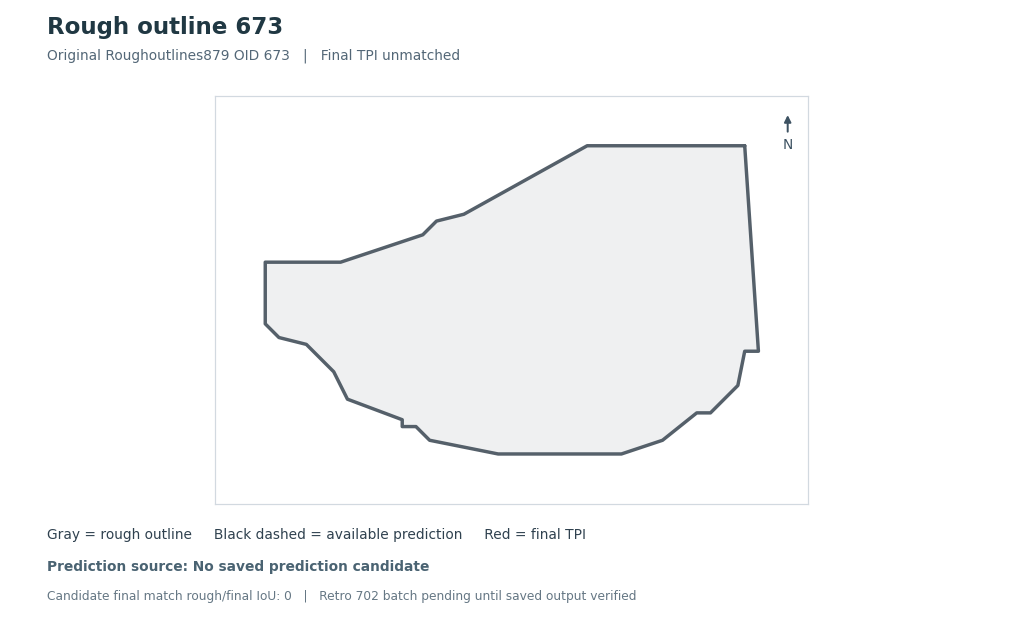 Rough outline 673
Original Roughoutlines879 OID 673   |   Final TPI unmatched
N
Gray = rough outline     Black dashed = available prediction     Red = final TPI
Prediction source: No saved prediction candidate
Candidate final match rough/final IoU: 0   |   Retro 702 batch pending until saved output verified